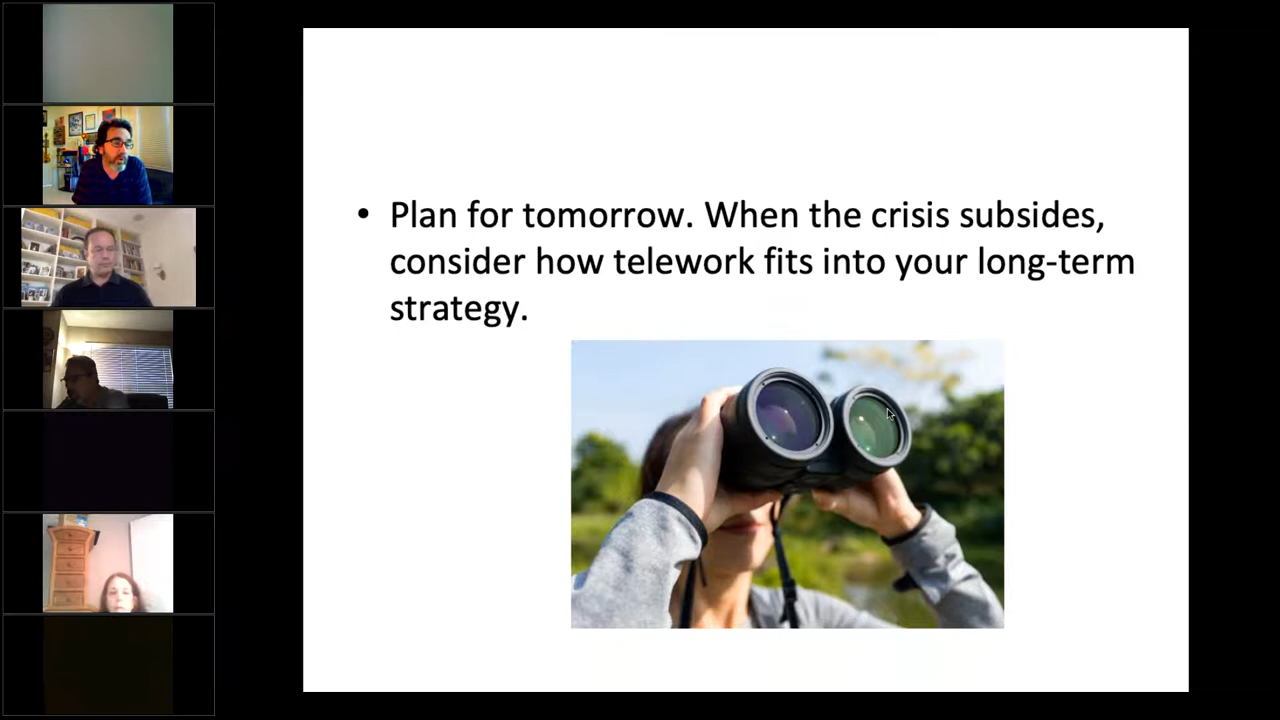 • Plan for tomorrow. When the crisis subsides,
consider how telework fits into your long-term
strategy.